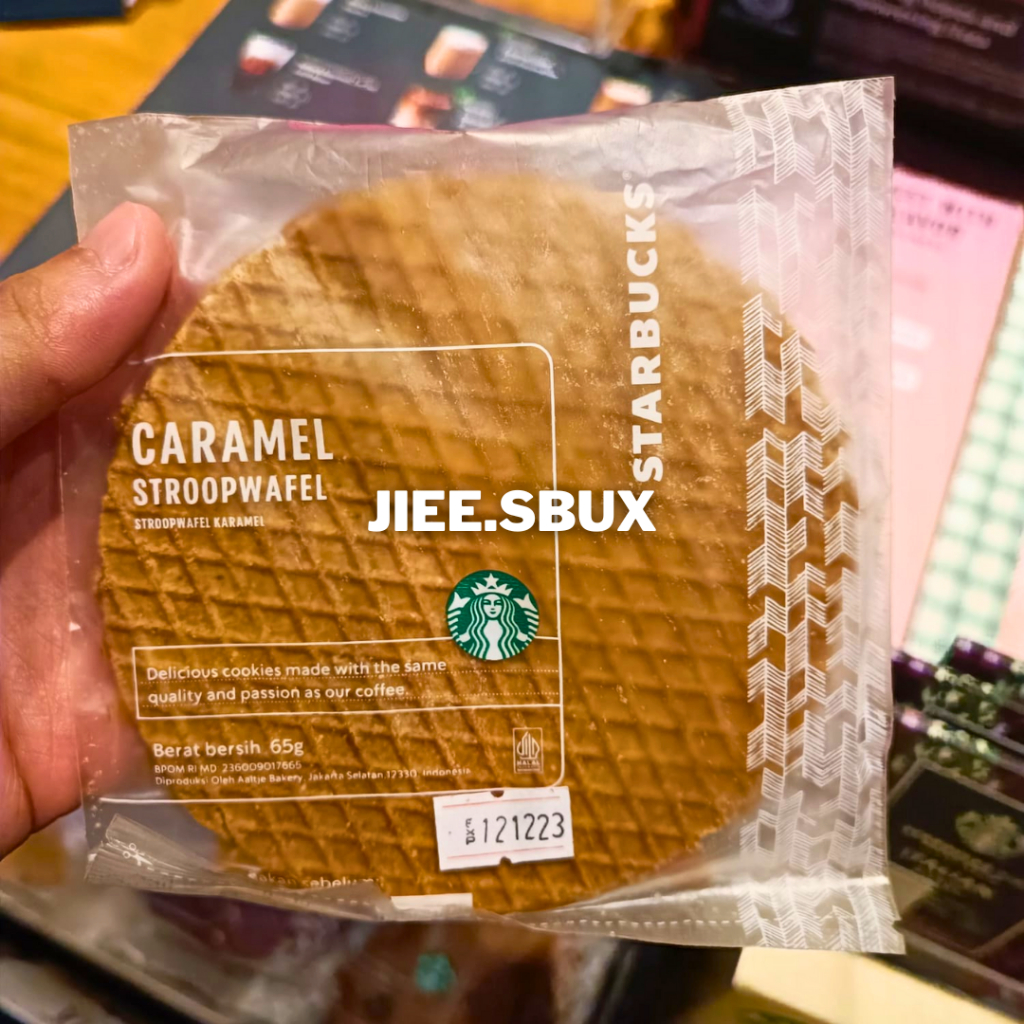 STARBUCKS
CARAMEL
STROOPWAFEL
STROOPWAFEL KARAMEL
JIEE.SBUX
Delicious cookies made with the same
quality and passion as our coffee.
Berat bersih 65g
BPOM RI MD 236009017665
Diproduksi Oleh Aaltje Bakery, Jakarta Selatan 12330, Indonesia
HALAL
EXP 121223